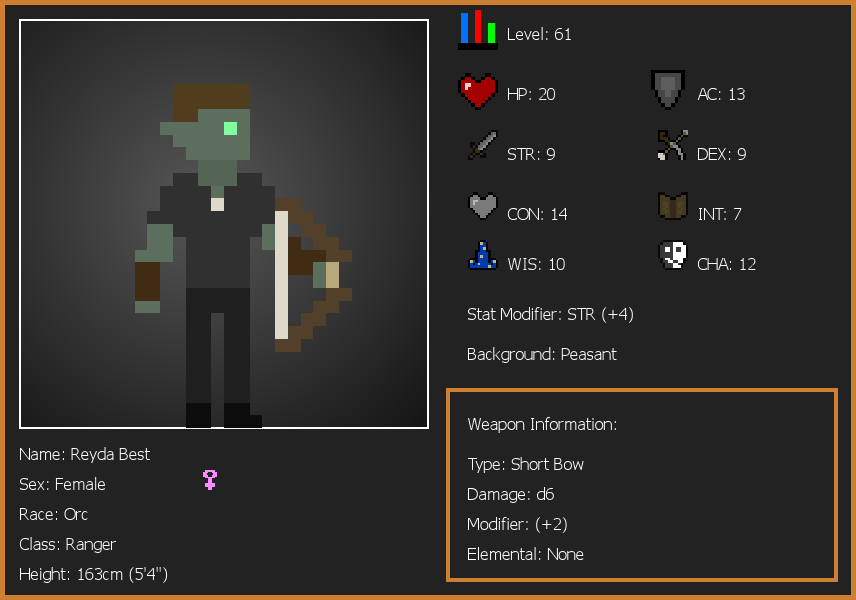 Level: 61
HP: 20
AC: 13
STR: 9
DEX: 9
CON: 14
INT: 7
WIS: 10
CHA: 12
Stat Modifier: STR (+4)
Background: Peasant
Weapon Information:
Type: Short Bow
Damage: d6
Modifier: (+2)
Elemental: None
Name: Reyda Best
Sex: Female
Race: Orc
Class: Ranger
Height: 163cm (5'4")